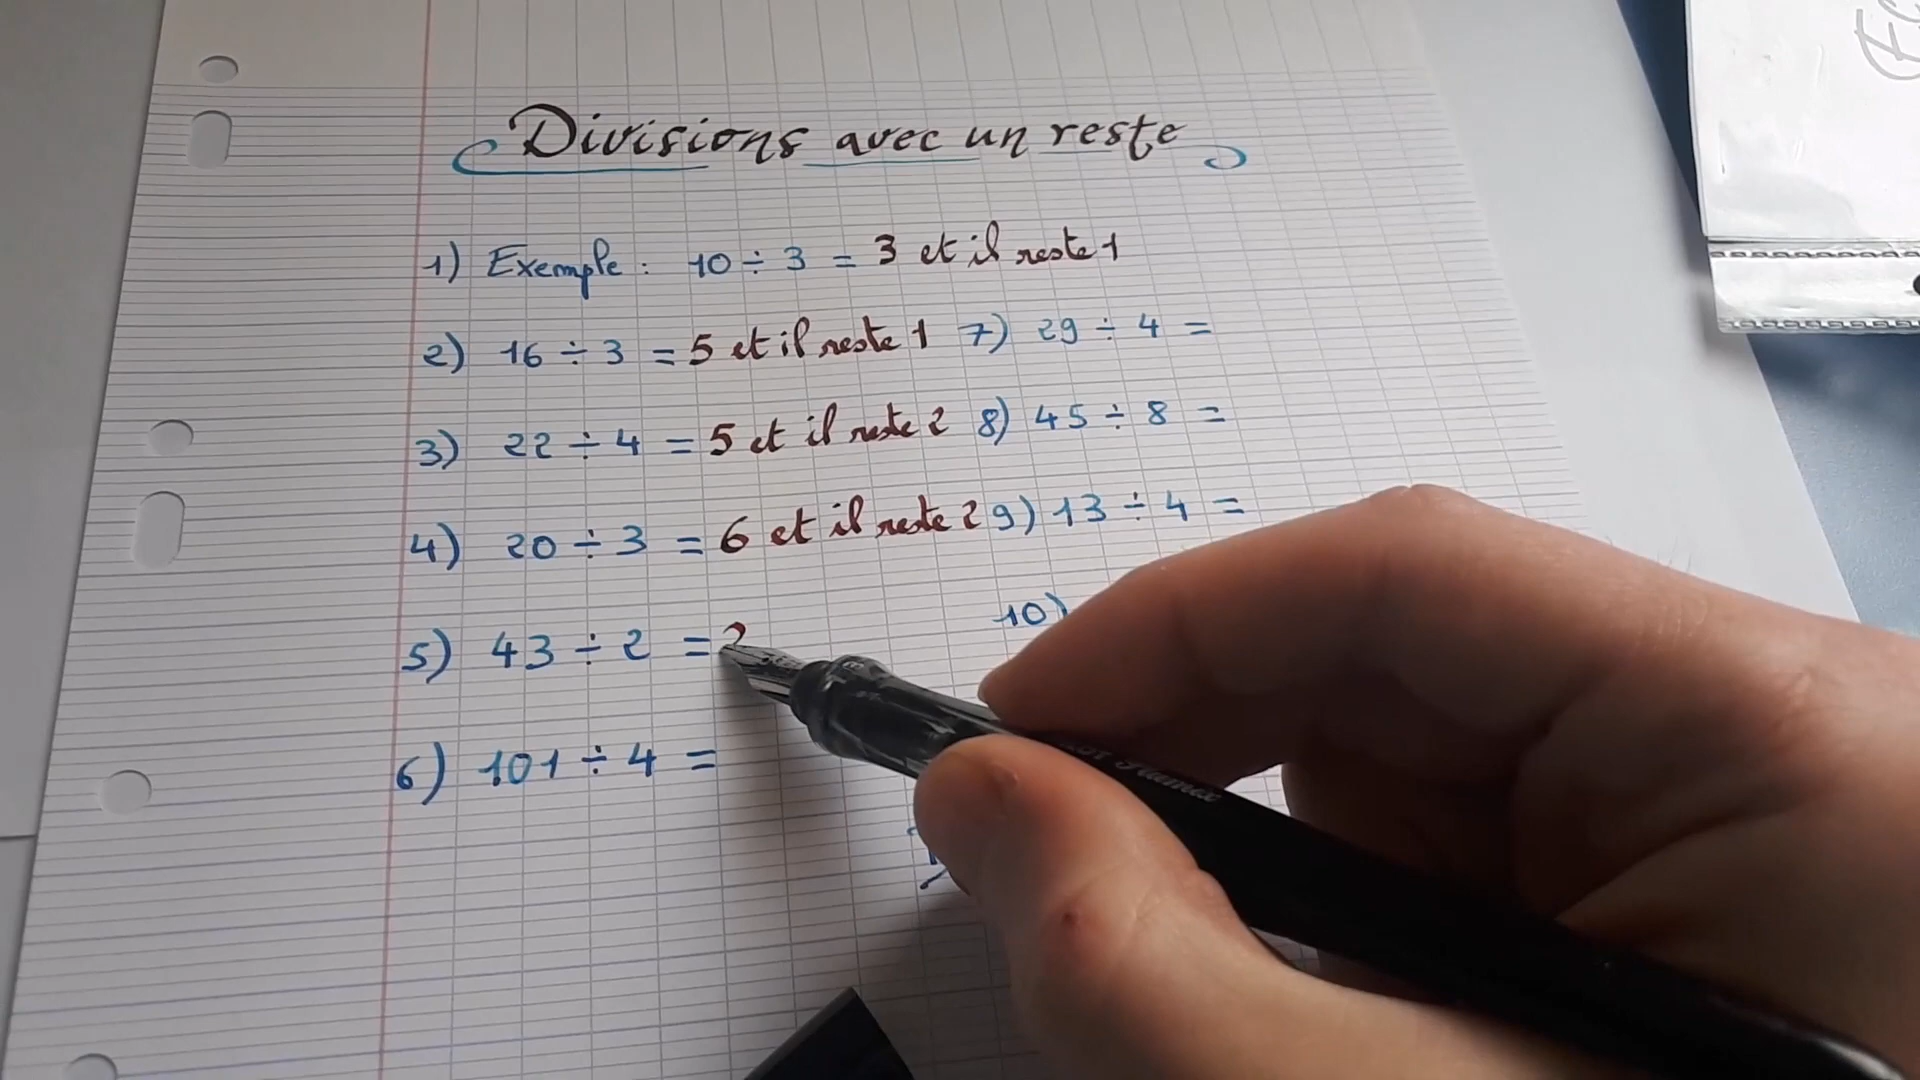 Divisions avec un reste
1) Exemple : 10 ÷ 3 = 3 et il reste 1
2) 16 ÷ 3 = 5 et il reste 1
3) 22 ÷ 4 = 5 et il reste 2
4) 20 ÷ 3 = 6 et il reste 2
5) 43 ÷ 2 = 2
6) 101 ÷ 4 =
7) 29 ÷ 4 =
8) 45 ÷ 8 =
9) 13 ÷ 4 =
10)